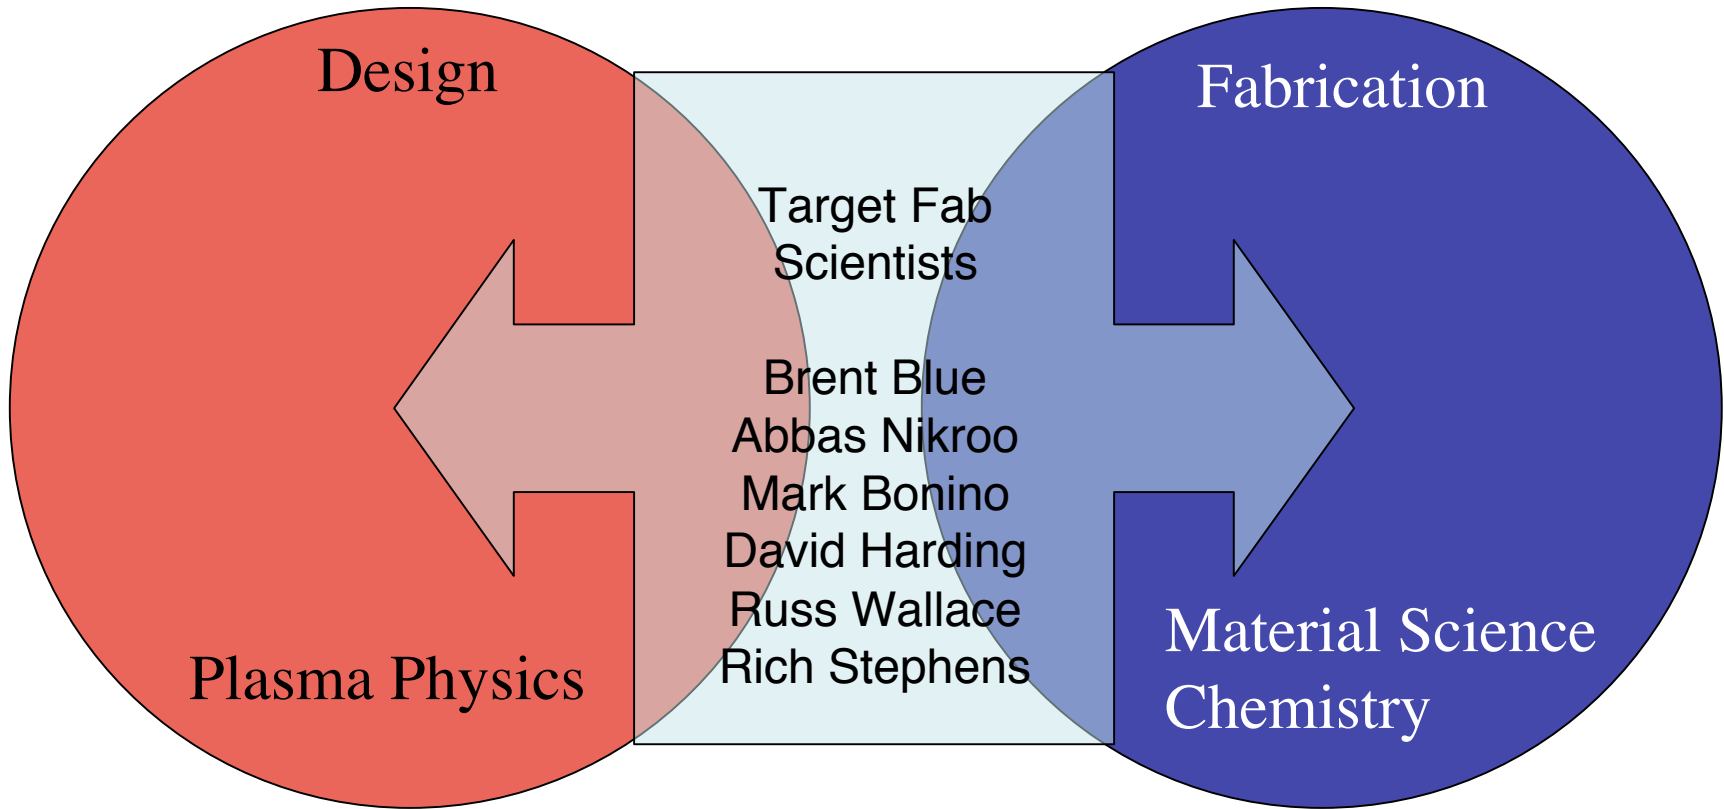 Design
Plasma Physics
Target Fab
Scientists
Brent Blue
Abbas Nikroo
Mark Bonino
David Harding
Russ Wallace
Rich Stephens
Fabrication
Material Science
Chemistry